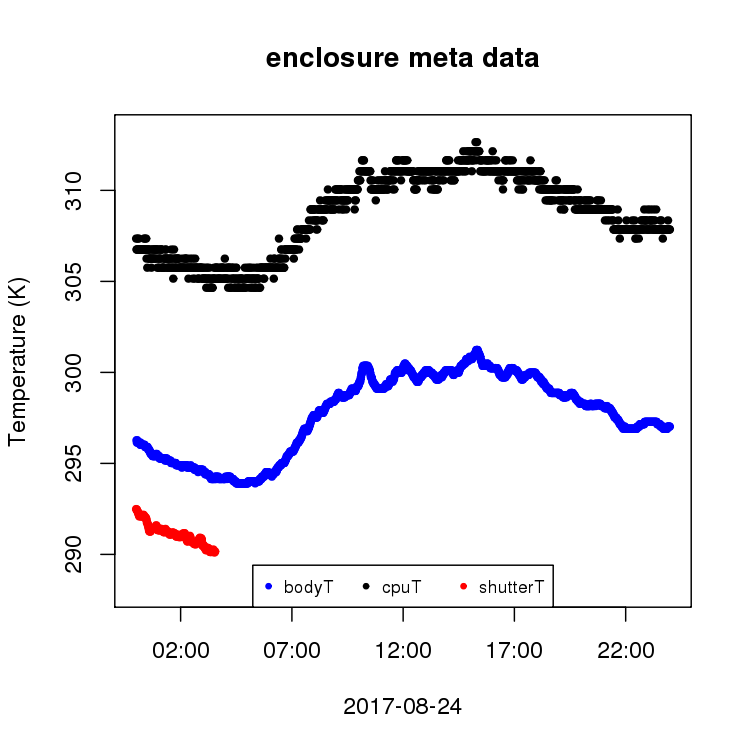 enclosure meta data
Temperature (K)
310
305
300
295
290
bodyT cpuT shutterT
02:00 07:00 12:00 17:00 22:00
2017-08-24